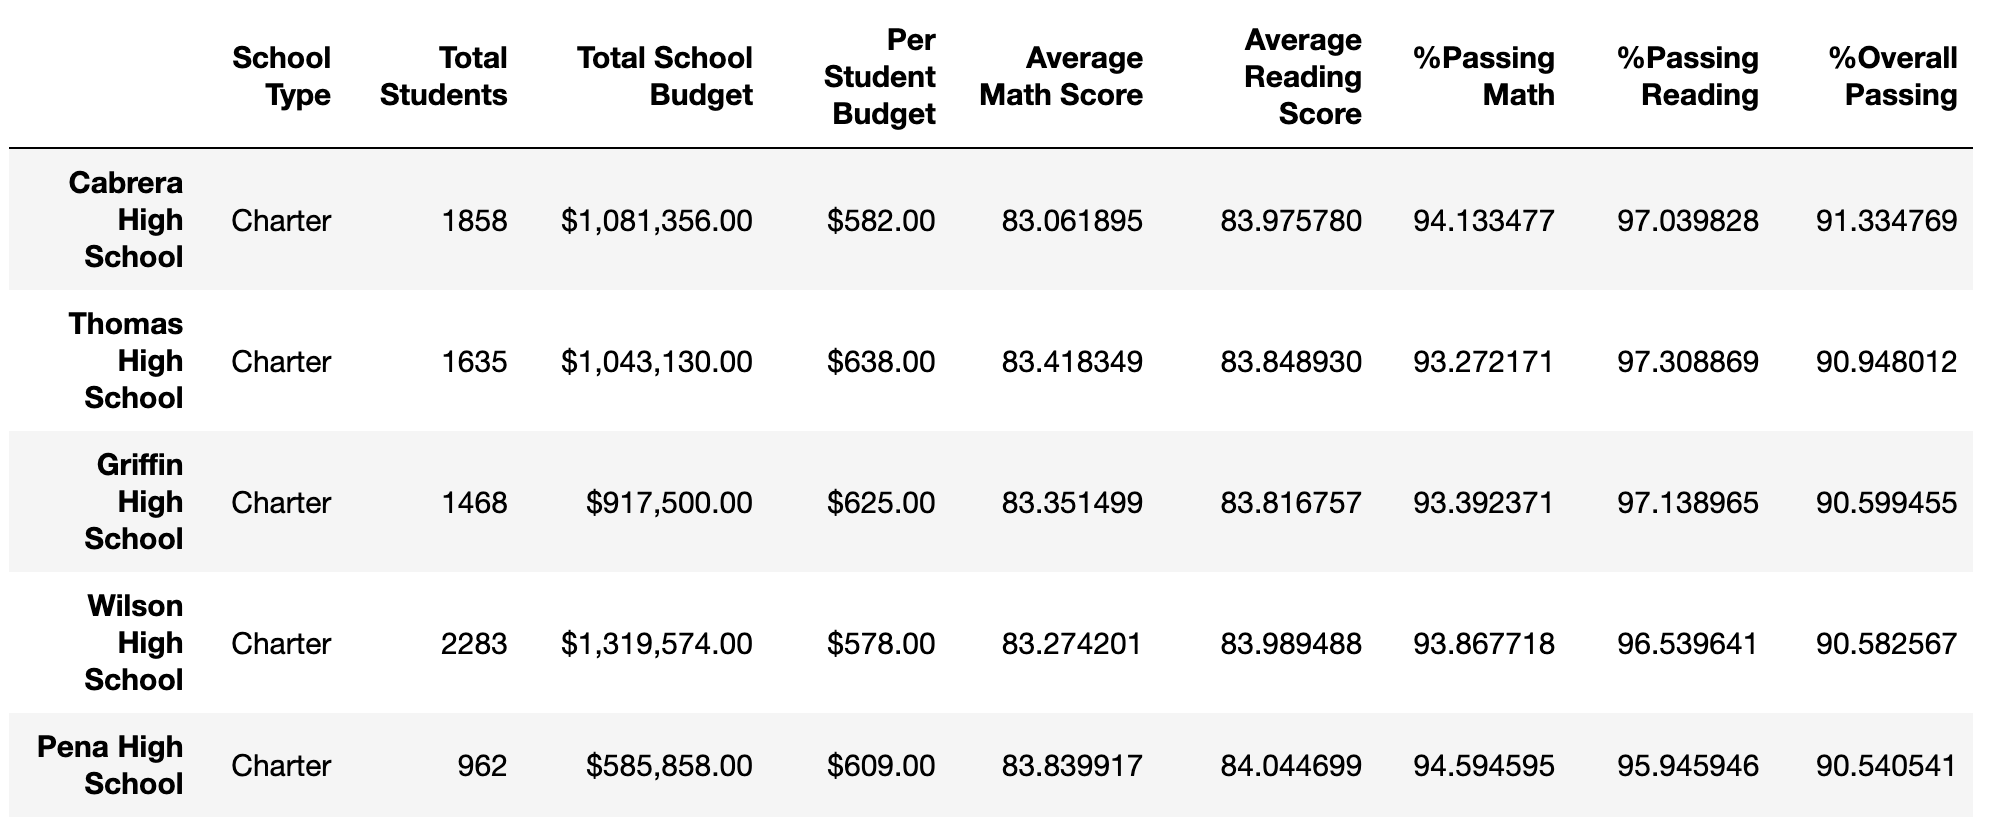 School Type Total Students Total School Budget Per Student Budget Average Math Score Average Reading Score %Passing Math %Passing Reading %Overall Passing
Cabrera High School Charter 1858 $1,081,356.00 $582.00 83.061895 83.975780 94.133477 97.039828 91.334769
Thomas High School Charter 1635 $1,043,130.00 $638.00 83.418349 83.848930 93.272171 97.308869 90.948012
Griffin High School Charter 1468 $917,500.00 $625.00 83.351499 83.816757 93.392371 97.138965 90.599455
Wilson High School Charter 2283 $1,319,574.00 $578.00 83.274201 83.989488 93.867718 96.539641 90.582567
Pena High School Charter 962 $585,858.00 $609.00 83.839917 84.044699 94.594595 95.945946 90.540541